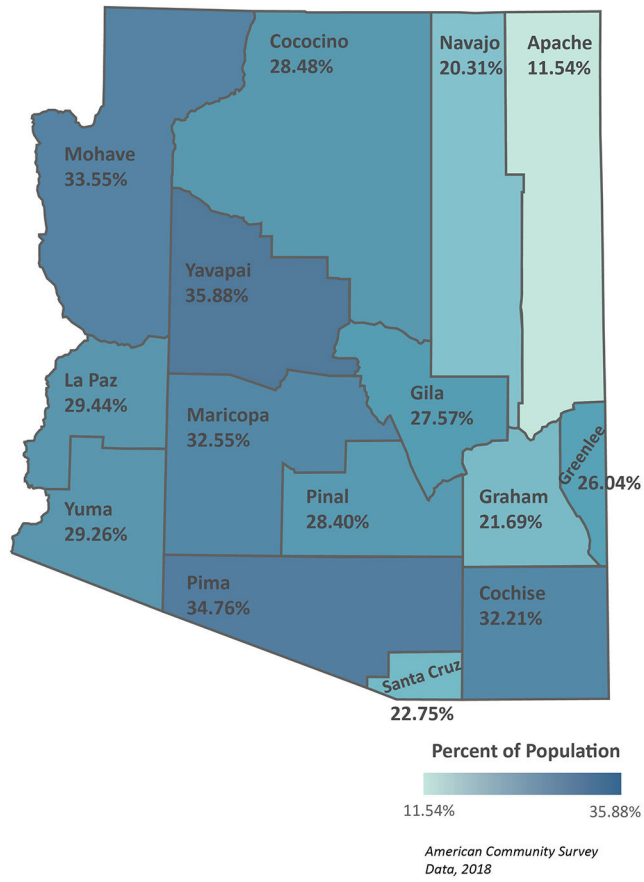 Cococino
28.48%
Navajo
20.31%
Apache
11.54%
Mohave
33.55%
Yavapai
35.88%
La Paz
29.44%
Maricopa
32.55%
Gila
27.57%
Greenlee
26.04%
Yuma
29.26%
Pinal
28.40%
Graham
21.69%
Pima
34.76%
Cochise
32.21%
Santa Cruz
22.75%
Percent of Population
11.54%
35.88%
American Community Survey
Data, 2018